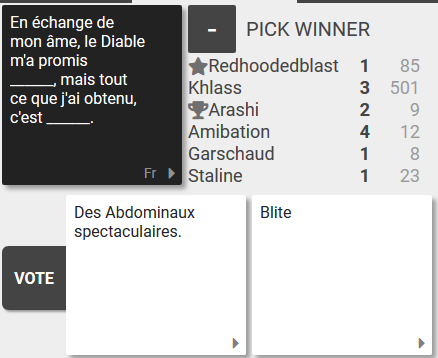 En échange de
mon âme, le Diable
m'a promis
______, mais tout
ce que j'ai obtenu,
c'est ______.
Fr
-
PICK WINNER
Redhoodedblast 1 85
Khlass 3 501
Arashi 2 9
Amibation 4 12
Garschaud 1 8
Staline 1 23
VOTE
Des Abdominaux
spectaculaires.
Blite